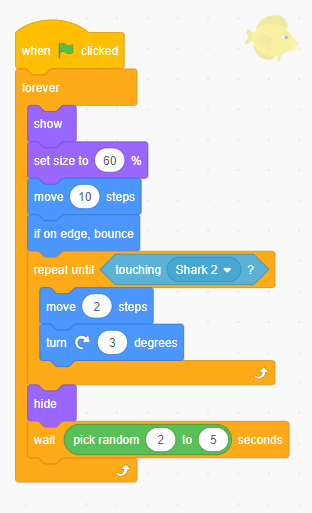 when clicked
forever
show
set size to 60 %
move 10 steps
if on edge, bounce
repeat until touching Shark 2 ?
move 2 steps
turn 3 degrees
hide
wait pick random 2 to 5 seconds